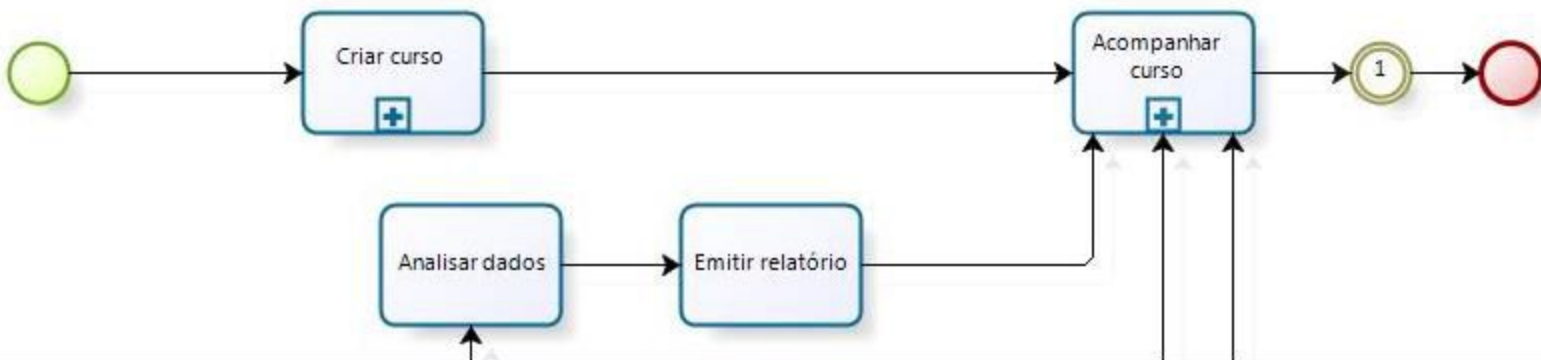 Criar curso
Acompanhar
curso
1
Analisar dados
Emitir relatório